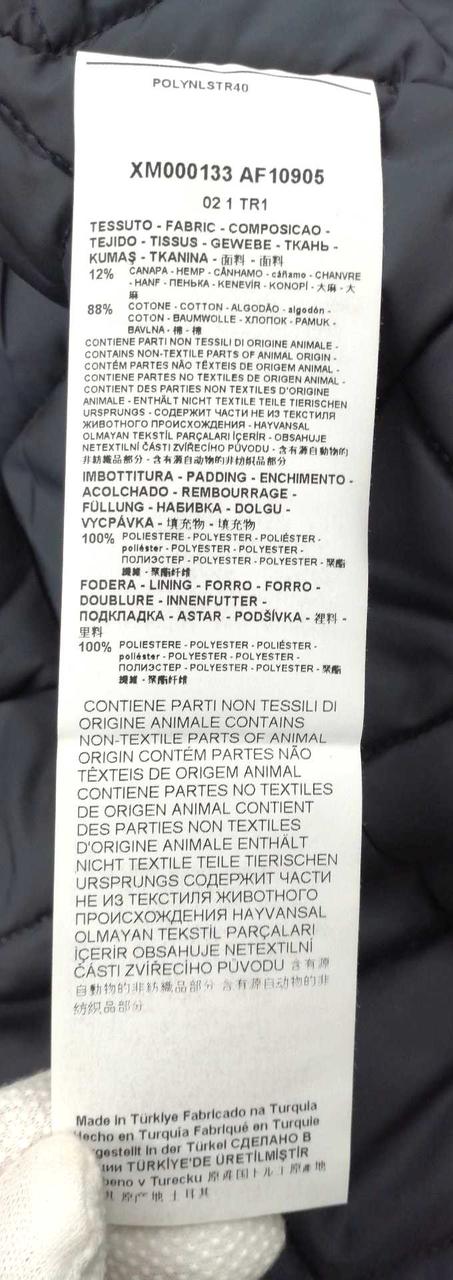 POLYNLSTR40
XM000133 AF10905
02 1 TR1
TESSUTO - FABRIC - COMPOSICAO -
TEJIDO - TISSUS - GEWEBE - ТКАНЬ -
KUMAŞ - TKANINA - 面料 - 面料
12% CANAPA - HEMP - CÂNHAMO - cáñamo - CHANVRE
- HANF - ПЕНЬКА - KENEVİR - KONOPÍ - 大麻 - 大
麻
88% COTONE - COTTON - ALGODÃO - algodón -
COTON - BAUMWOLLE - ХЛОПОК - PAMUK -
BAVLNA - 棉 - 棉
CONTIENE PARTI NON TESSILI DI ORIGINE ANIMALE -
CONTAINS NON-TEXTILE PARTS OF ANIMAL ORIGIN -
CONTÉM PARTES NÃO TÊXTEIS DE ORIGEM ANIMAL -
CONTIENE PARTES NO TEXTILES DE ORIGEN ANIMAL -
CONTIENT DES PARTIES NON TEXTILES D'ORIGINE
ANIMALE - ENTHÄLT NICHT TEXTILE TEILE TIERISCHEN
URSPRUNGS - СОДЕРЖИТ ЧАСТИ НЕ ИЗ ТЕКСТИЛЯ
ЖИВОТНОГО ПРОИСХОЖДЕНИЯ - HAYVANSAL
OLMAYAN TEKSTİL PARÇALARI İÇERİR - OBSAHUJE
NETEXTILNÍ ČÁSTI ZVÍŘECÍHO PŮVODU - 含有源自動物的
非紡織品部分 - 含有源自动物的非纺织品部分
IMBOTTITURA - PADDING - ENCHIMENTO -
ACOLCHADO - REMBOURRAGE -
FÜLLUNG - НАБИВКА - DOLGU -
VYCPÁVKA - 填充物 - 填充物
100% POLIESTERE - POLYESTER - POLIÉSTER -
poliéster - POLYESTER - POLYESTER -
ПОЛИЭСТЕР - POLYESTER - POLYESTER - 聚酯
纖維 - 聚酯纤维
FODERA - LINING - FORRO - FORRO -
DOUBLURE - INNENFUTTER -
ПОДКЛАДКА - ASTAR - PODŠÍVKA - 裡料 -
里料
100% POLIESTERE - POLYESTER - POLIÉSTER -
poliéster - POLYESTER - POLYESTER -
ПОЛИЭСТЕР - POLYESTER - POLYESTER - 聚酯
纖維 - 聚酯纤维
CONTIENE PARTI NON TESSILI DI
ORIGINE ANIMALE CONTAINS
NON-TEXTILE PARTS OF ANIMAL
ORIGIN CONTÉM PARTES NÃO
TÊXTEIS DE ORIGEM ANIMAL
CONTIENE PARTES NO TEXTILES
DE ORIGEN ANIMAL CONTIENT
DES PARTIES NON TEXTILES
D'ORIGINE ANIMALE ENTHÄLT
NICHT TEXTILE TEILE TIERISCHEN
URSPRUNGS СОДЕРЖИТ ЧАСТИ
НЕ ИЗ ТЕКСТИЛЯ ЖИВОТНОГО
ПРОИСХОЖДЕНИЯ HAYVANSAL
OLMAYAN TEKSTİL PARÇALARI
İÇERİR OBSAHUJE NETEXTILNÍ
ČÁSTI ZVÍŘECÍHO PŮVODU 含有源
自動物的非紡織品部分 含有源自动物的非
纺织品部分
Made in Türkiye Fabricado na Turquia
Hecho en Turquía Fabriqué en Turquie
gestellt in der Türkei СДЕЛАНО В
ции TÜRKİYE'DE ÜRETİLMİŞTİR
beno v Turecku 原産国トルコ 原產地
其 原产地 土耳其